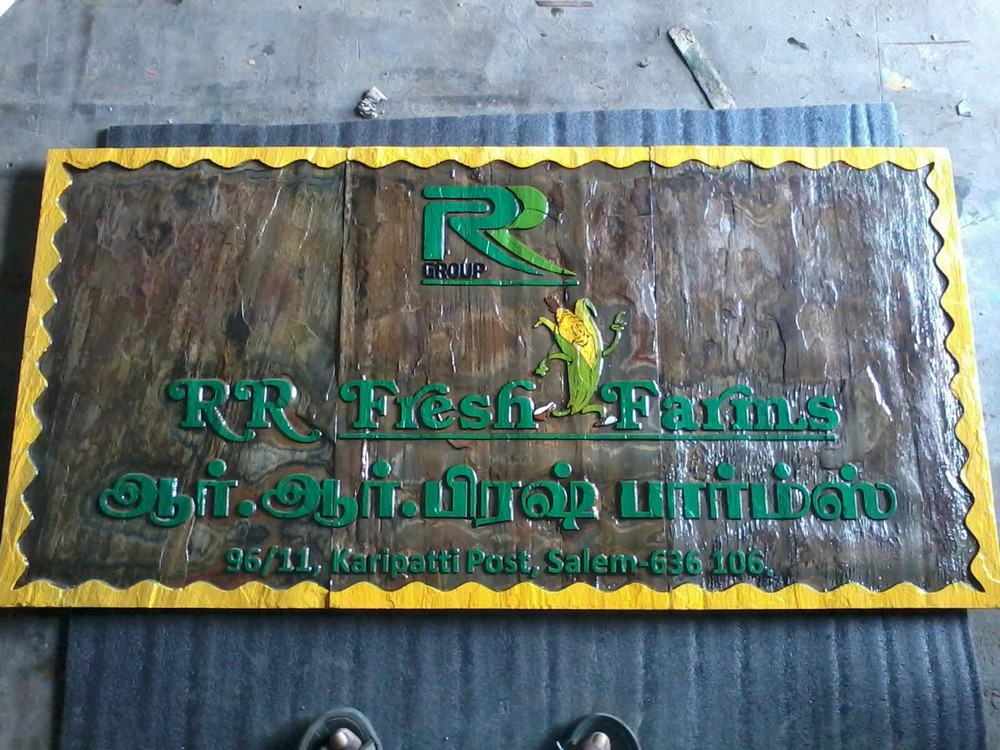 RR
GROUP
RR Fresh Farms
ஆர்.ஆர்.பிரஷ் பார்ம்ஸ்
96/11, Karipatti Post, Salem-636 106.